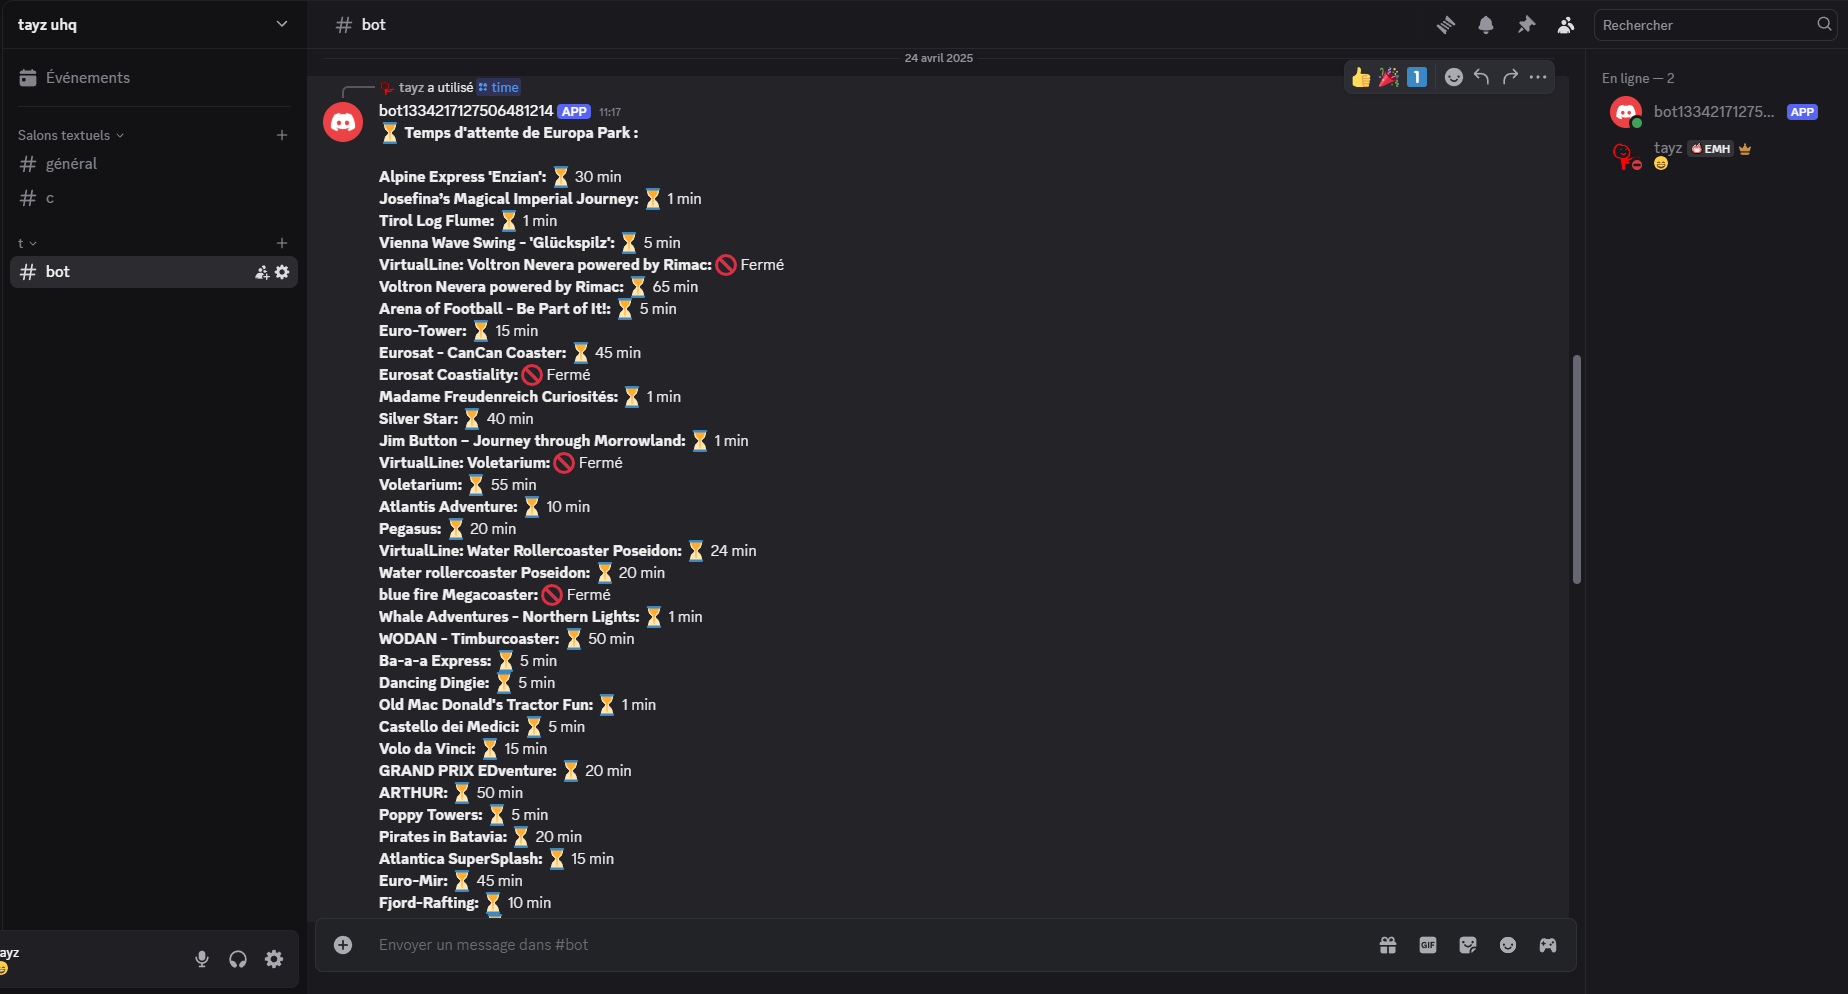 tayz uhq
Événements
Salons textuels
général
c
t
bot
ayz
bot
Rechercher
24 avril 2025
tayz a utilisé time
bot1334217127506481214 APP 11:17
Temps d'attente de Europa Park :
Alpine Express 'Enzian': 30 min
Josefina's Magical Imperial Journey: 1 min
Tirol Log Flume: 1 min
Vienna Wave Swing - 'Glückspilz': 5 min
VirtualLine: Voltron Nevera powered by Rimac: Fermé
Voltron Nevera powered by Rimac: 65 min
Arena of Football - Be Part of It!: 5 min
Euro-Tower: 15 min
Eurosat - CanCan Coaster: 45 min
Eurosat Coastiality: Fermé
Madame Freudenreich Curiosités: 1 min
Silver Star: 40 min
Jim Button – Journey through Morrowland: 1 min
VirtualLine: Voletarium: Fermé
Voletarium: 55 min
Atlantis Adventure: 10 min
Pegasus: 20 min
VirtualLine: Water Rollercoaster Poseidon: 24 min
Water rollercoaster Poseidon: 20 min
blue fire Megacoaster: Fermé
Whale Adventures - Northern Lights: 1 min
WODAN - Timburcoaster: 50 min
Ba-a-a Express: 5 min
Dancing Dingie: 5 min
Old Mac Donald's Tractor Fun: 1 min
Castello dei Medici: 5 min
Volo da Vinci: 15 min
GRAND PRIX EDventure: 20 min
ARTHUR: 50 min
Poppy Towers: 5 min
Pirates in Batavia: 20 min
Atlantica SuperSplash: 15 min
Euro-Mir: 45 min
Fjord-Rafting: 10 min
Envoyer un message dans #bot
GIF
En ligne — 2
bot13342171275... APP
tayz EMH